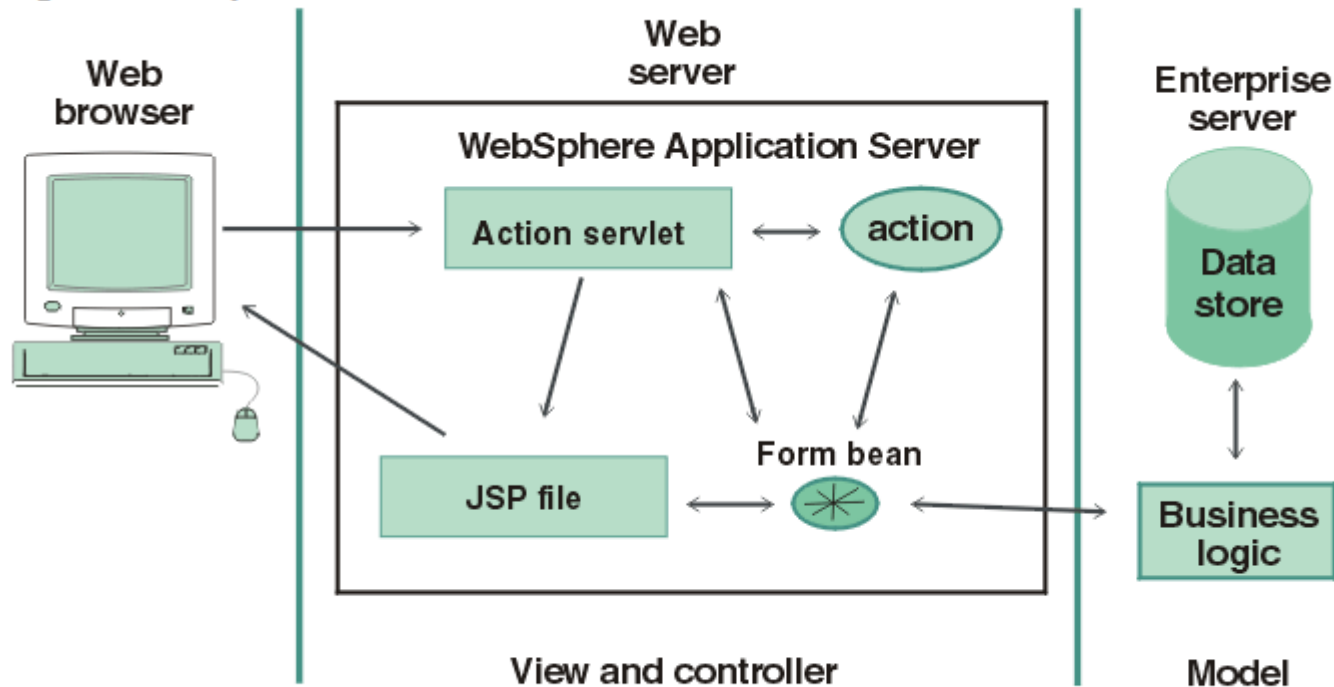 Web
browser
Web
server
WebSphere Application Server
Action servlet
action
JSP file
Form bean
View and controller
Enterprise
server
Data
store
Business
logic
Model